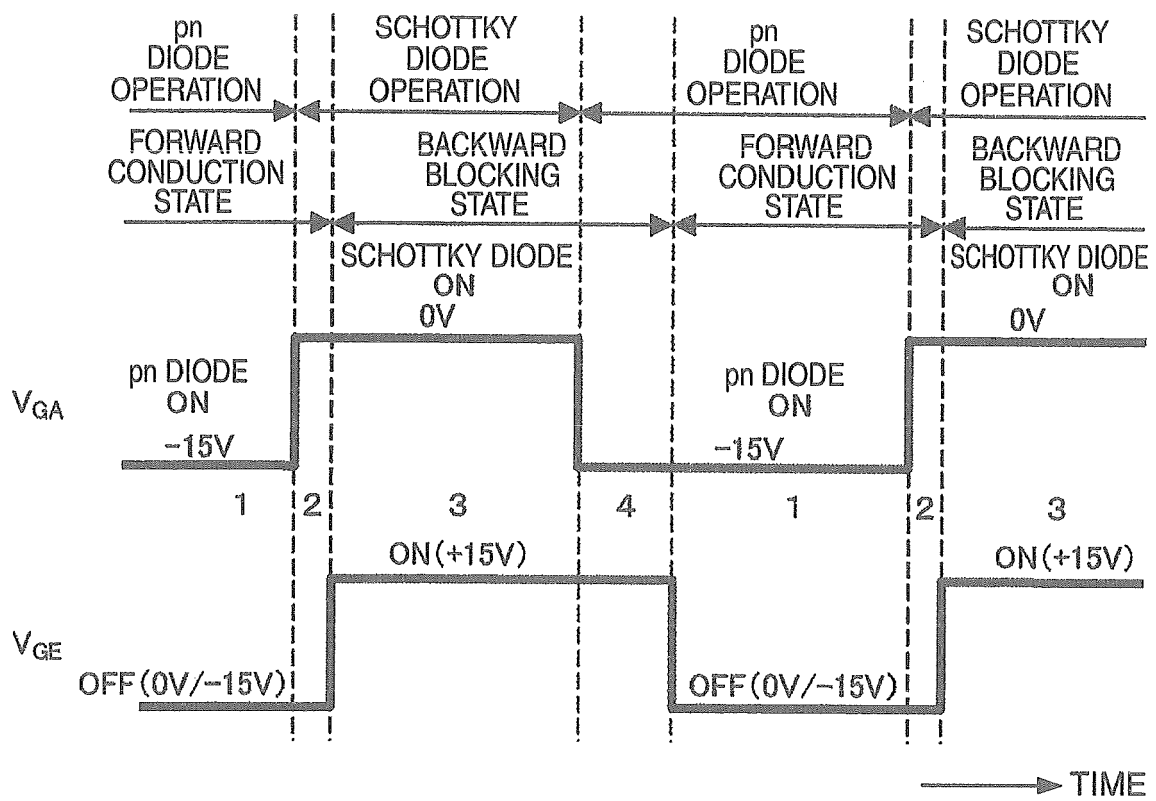 pn
DIODE
OPERATION
SCHOTTKY
DIODE
OPERATION
pn
DIODE
OPERATION
SCHOTTKY
DIODE
OPERATION
FORWARD
CONDUCTION
STATE
BACKWARD
BLOCKING
STATE
FORWARD
CONDUCTION
STATE
BACKWARD
BLOCKING
STATE
SCHOTTKY DIODE
ON
0V
SCHOTTKY DIODE
ON
0V
VGA
pn DIODE
ON
-15V
pn DIODE
ON
-15V
1 2 3 4 1 2 3
ON(+15V) ON(+15V)
VGE
OFF(0V/-15V) OFF(0V/-15V)
TIME